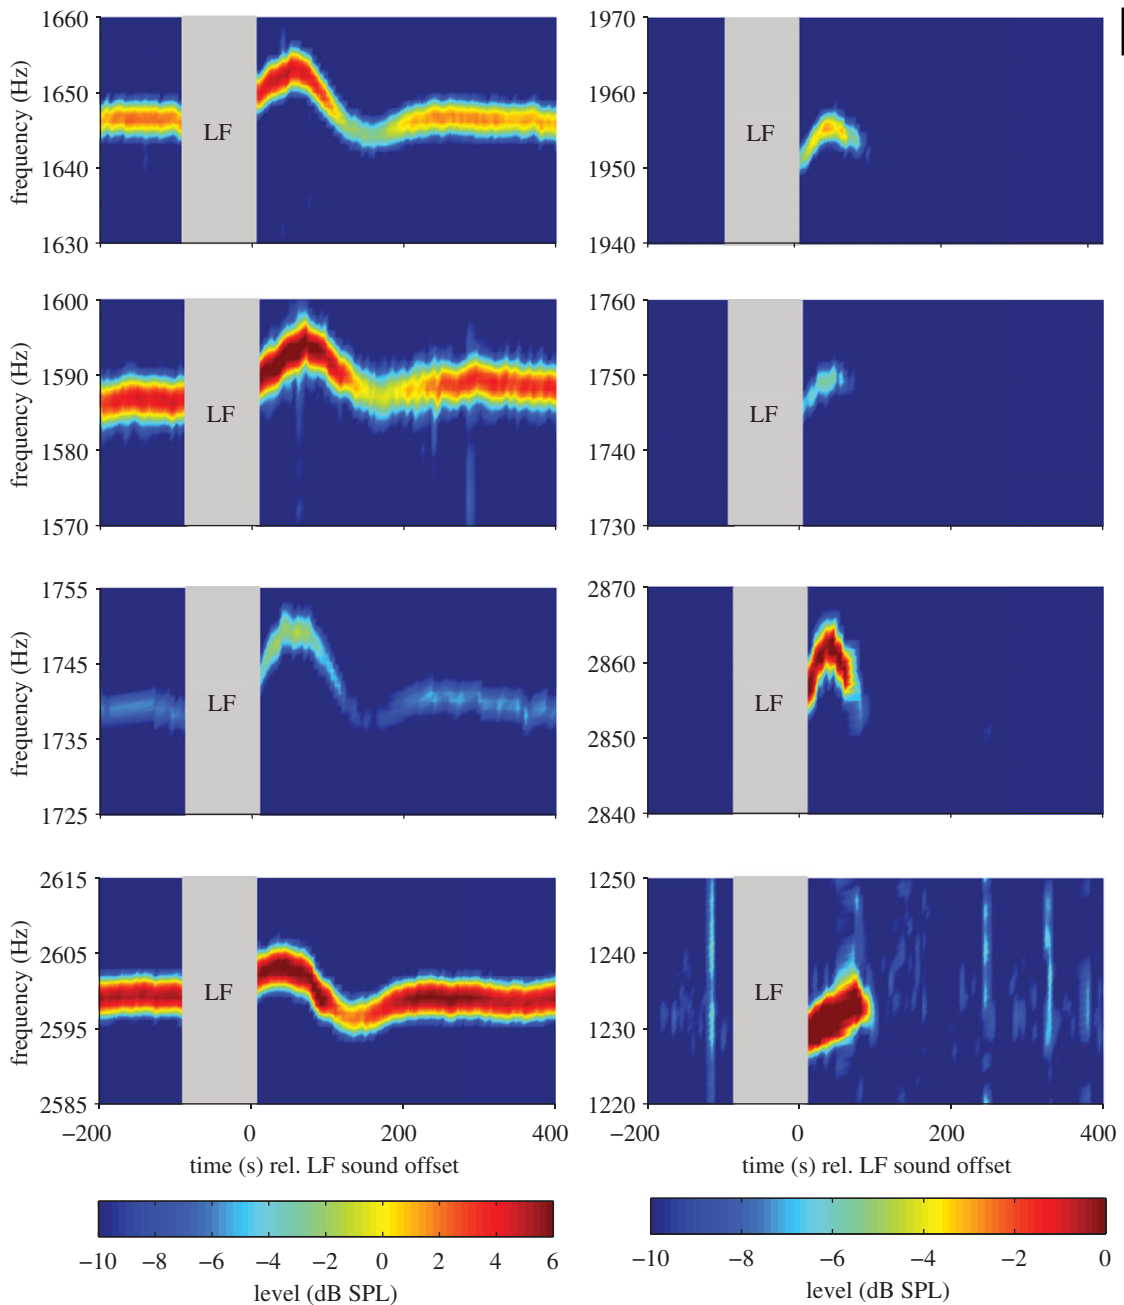 1660
1650
1640
1630
frequency (Hz)
LF
1970
1960
1950
1940
LF
1600
1590
1580
1570
frequency (Hz)
LF
1760
1750
1740
1730
LF
1755
1745
1735
1725
frequency (Hz)
LF
2870
2860
2850
2840
LF
2615
2605
2595
2585
frequency (Hz)
LF
−200 0 200 400
time (s) rel. LF sound offset
1250
1240
1230
1220
LF
−200 0 200 400
time (s) rel. LF sound offset
−10 −8 −6 −4 −2 0 2 4 6
level (dB SPL)
−10 −8 −6 −4 −2 0
level (dB SPL)